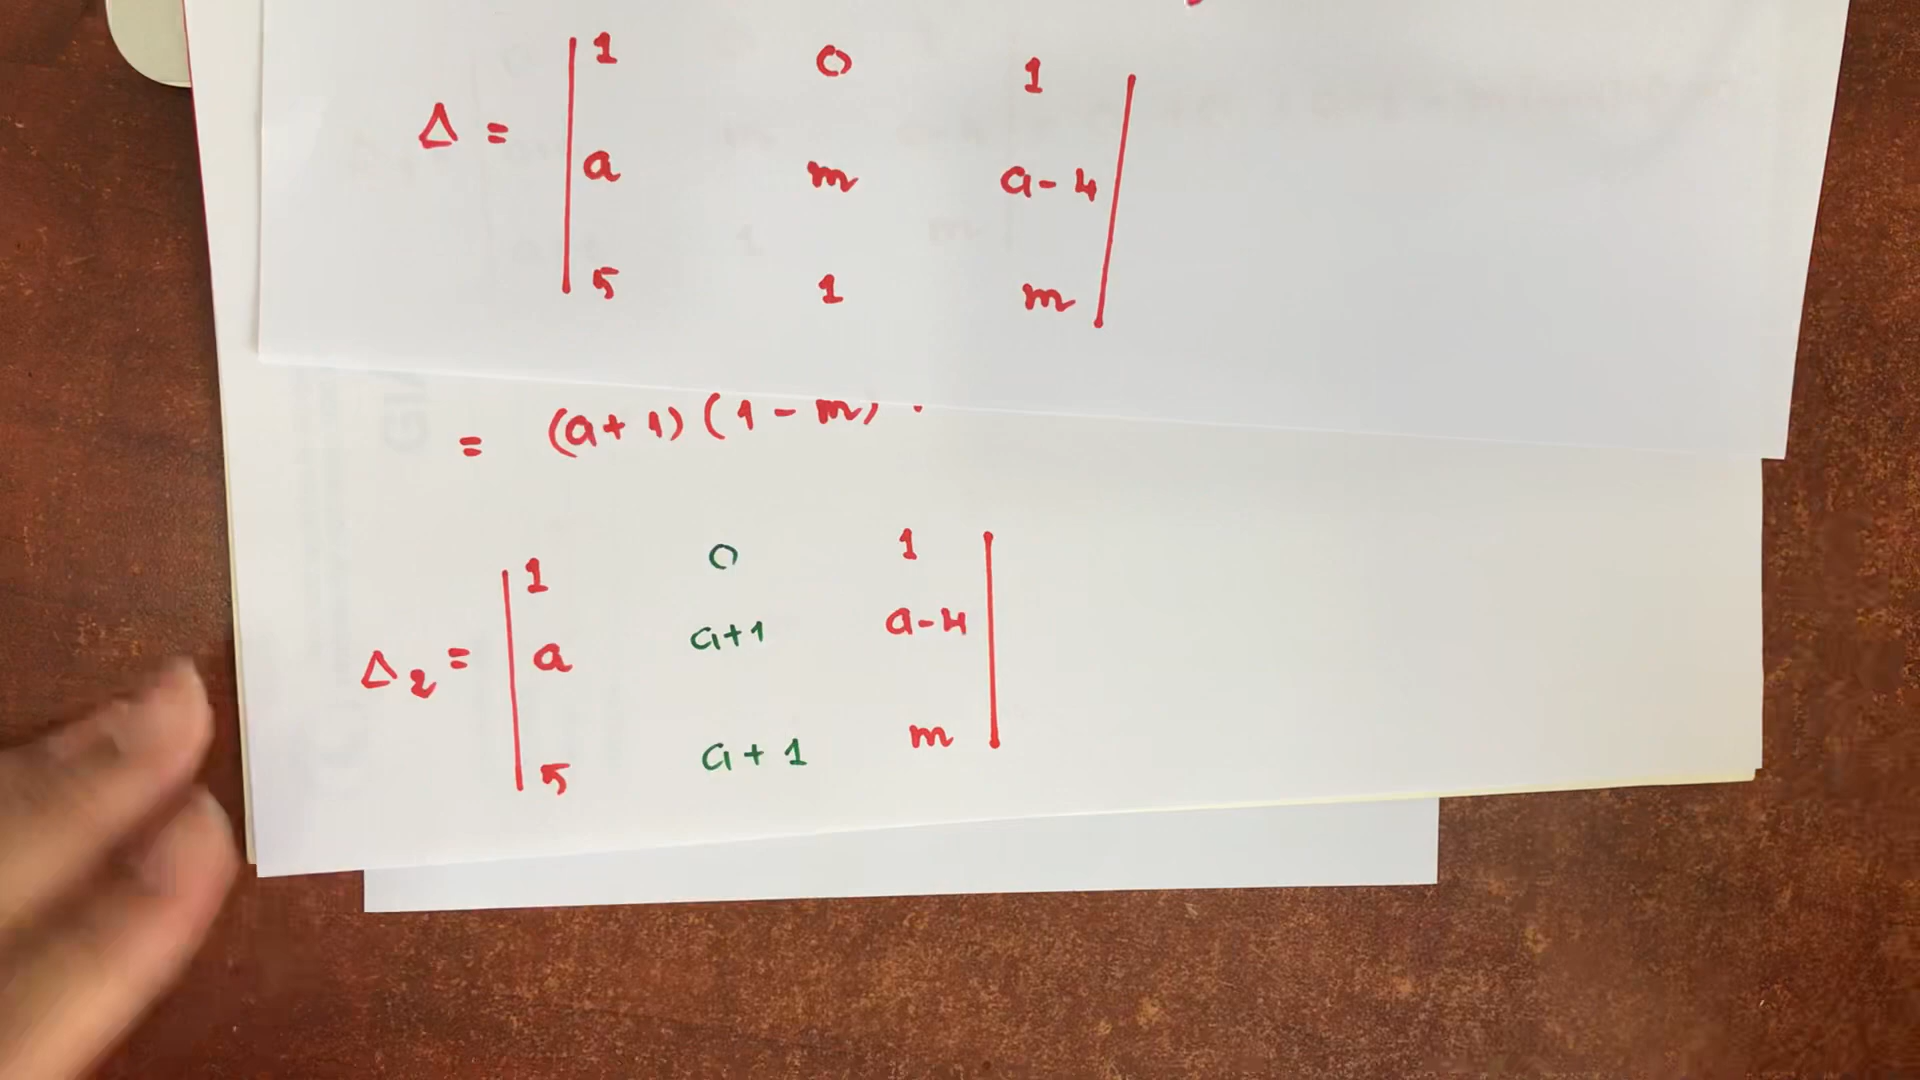 1 0 1
Δ =
a m a-4
5 1 m
= (a+1) (1-m)
1 0 1
a+1 a-4
Δ2 = a
a+1 m
5